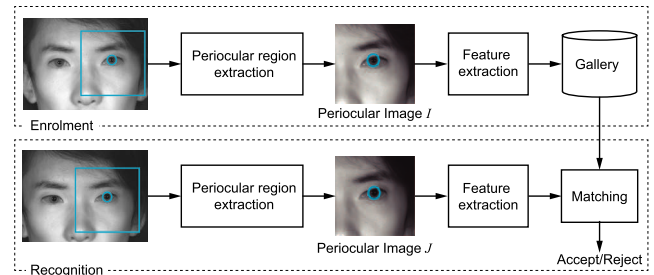 Periocular region
extraction
Feature
extraction
Gallery
Periocular Image I
Enrolment
Periocular region
extraction
Feature
extraction
Matching
Periocular Image J
Accept/Reject
Recognition